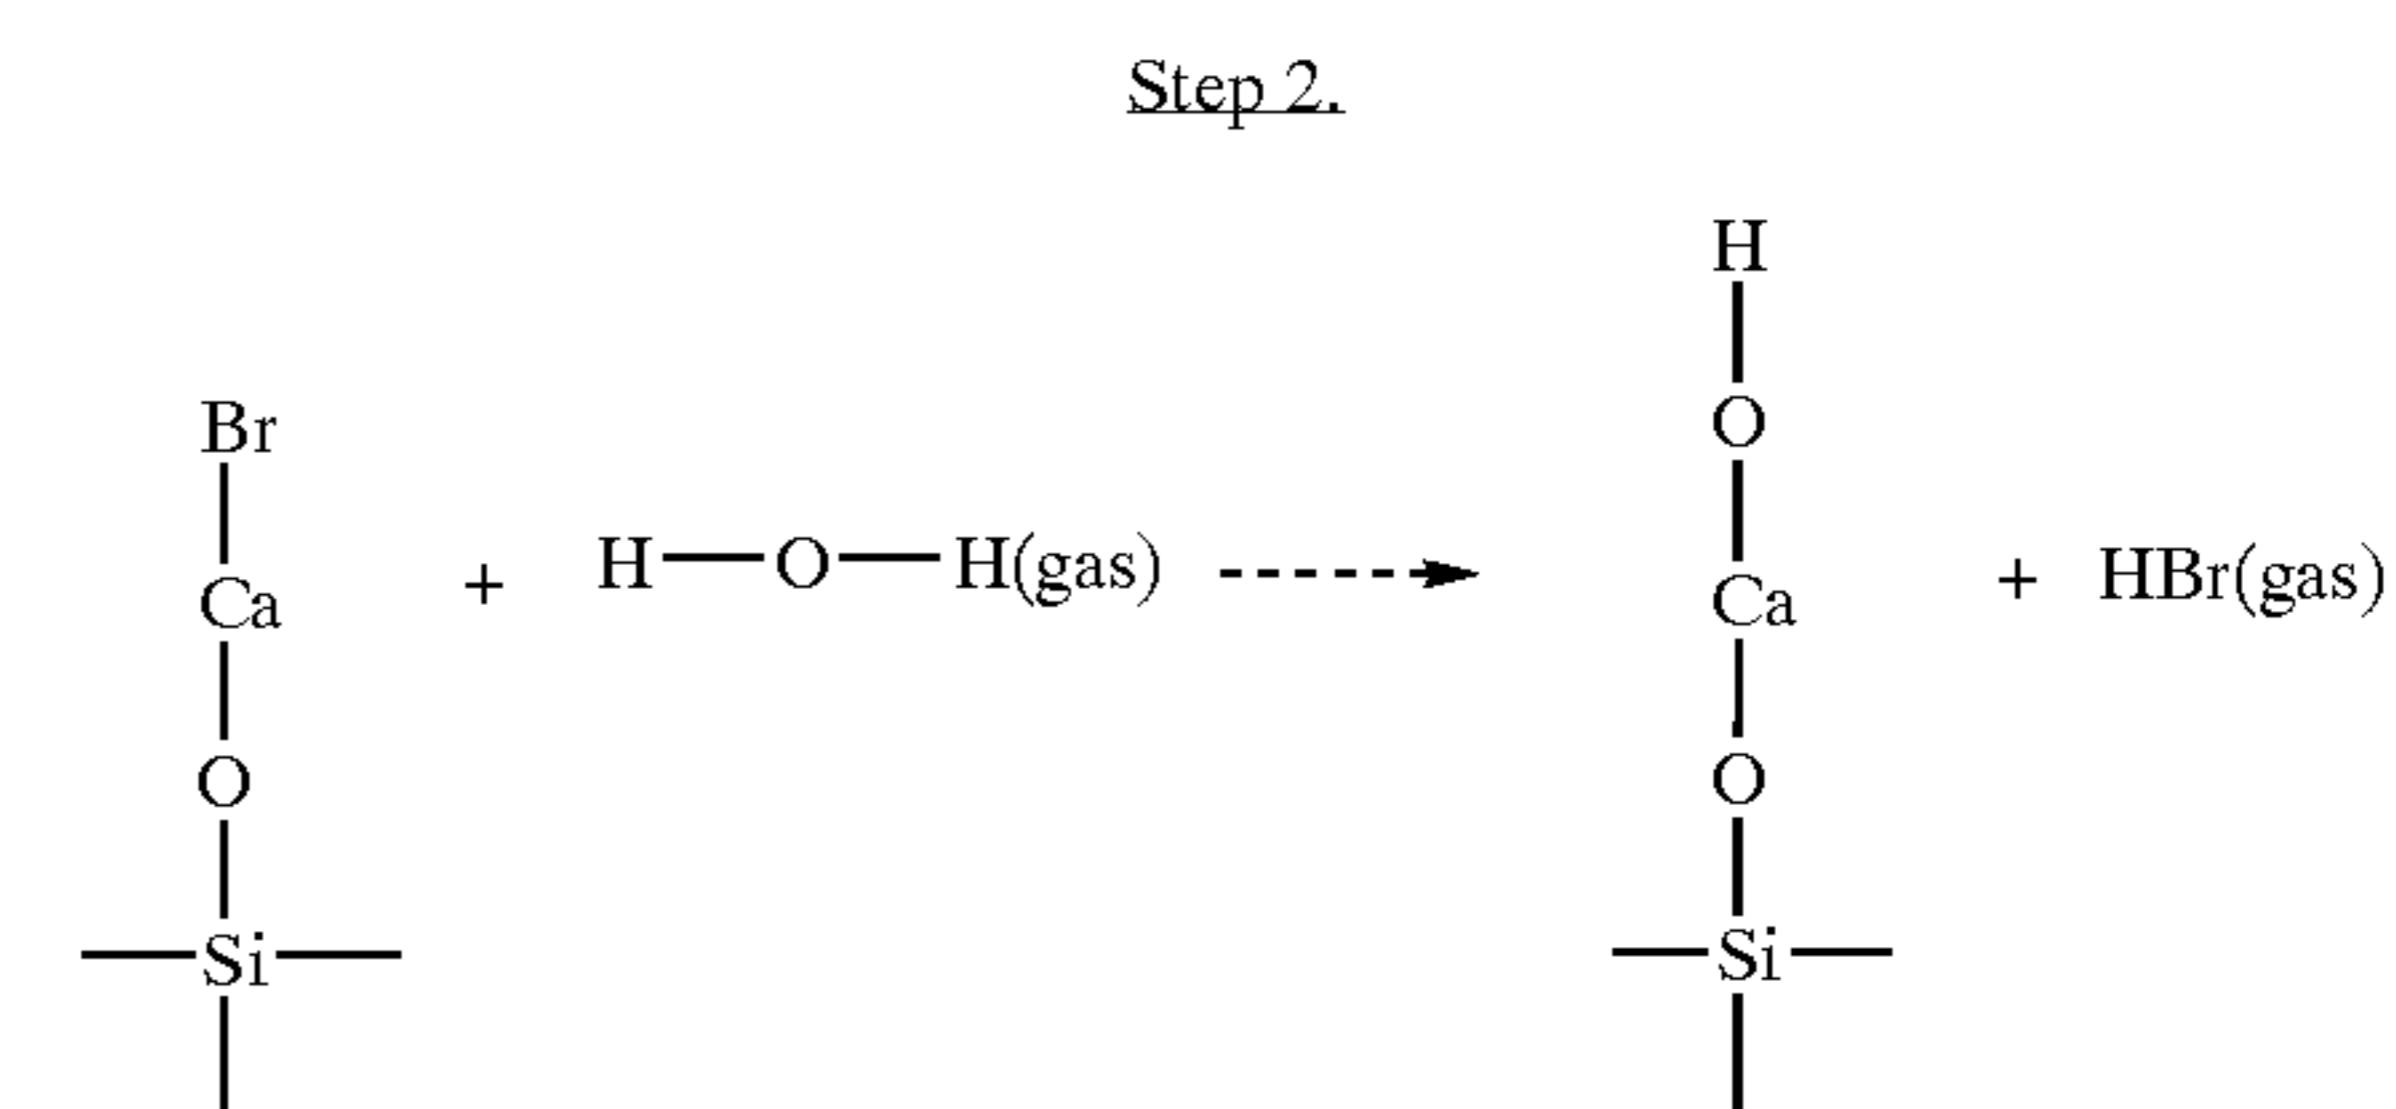 Step 2.
H
Br
O
+ H—O—H(gas) + HBr(gas)
Ca Ca
O O
Si Si